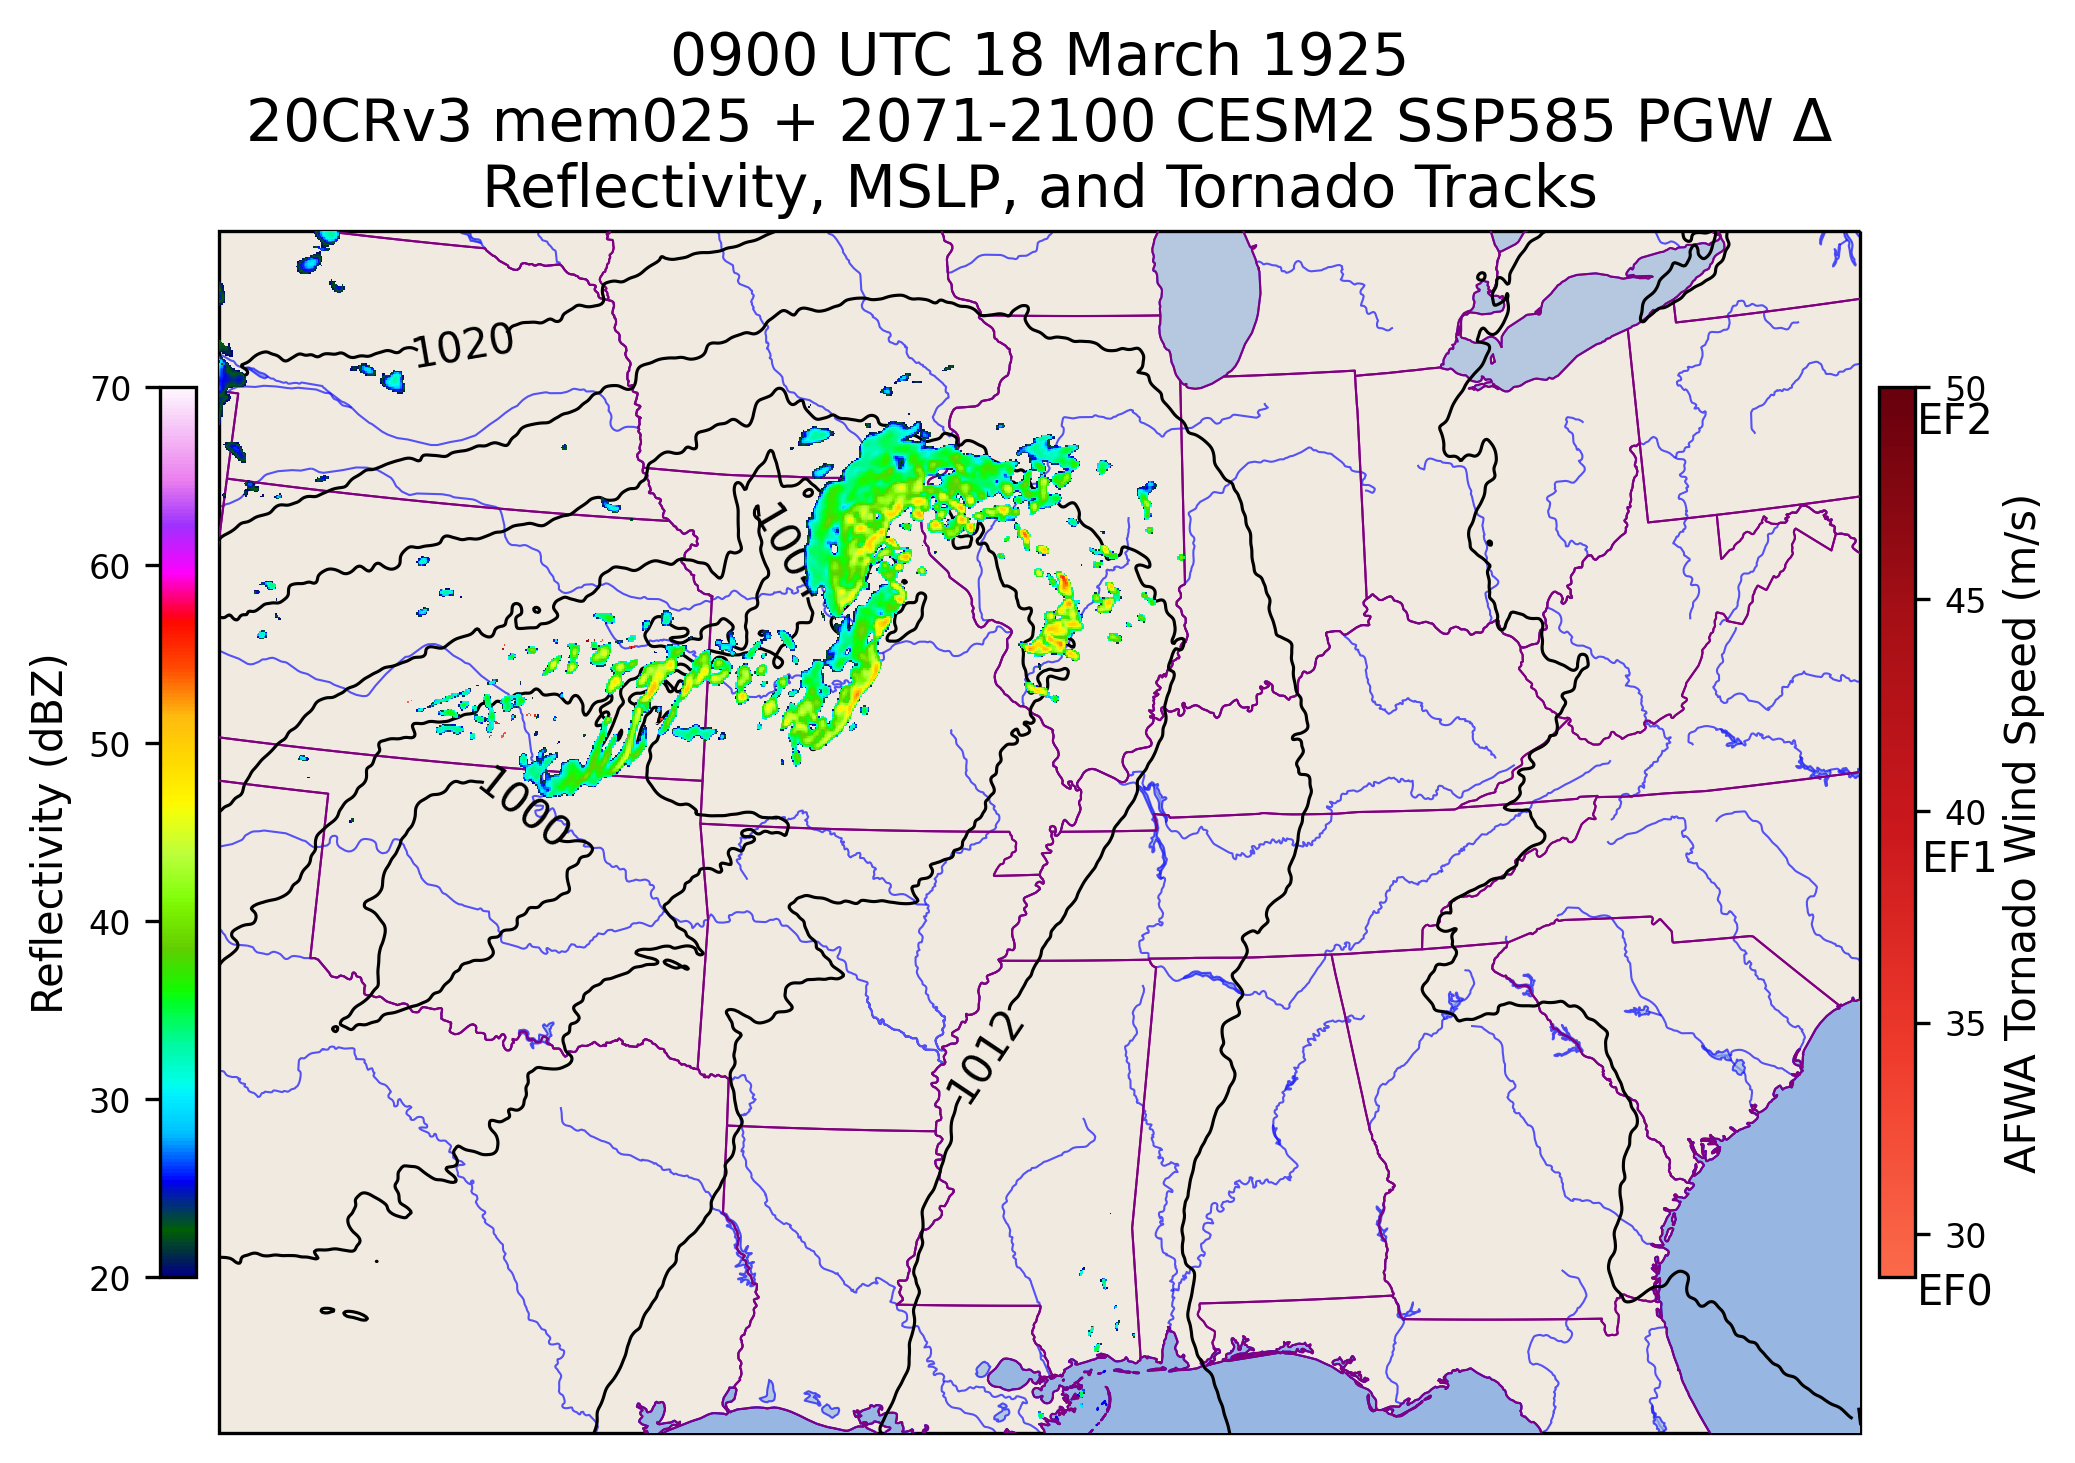 0900 UTC 18 March 1925
20CRv3 mem025 + 2071-2100 CESM2 SSP585 PGW Δ
Reflectivity, MSLP, and Tornado Tracks
70
60
50
40
30
20
Reflectivity (dBZ)
1020
1000
1012
50
EF2
45
40
EF1
35
30
EF0
AFWA Tornado Wind Speed (m/s)